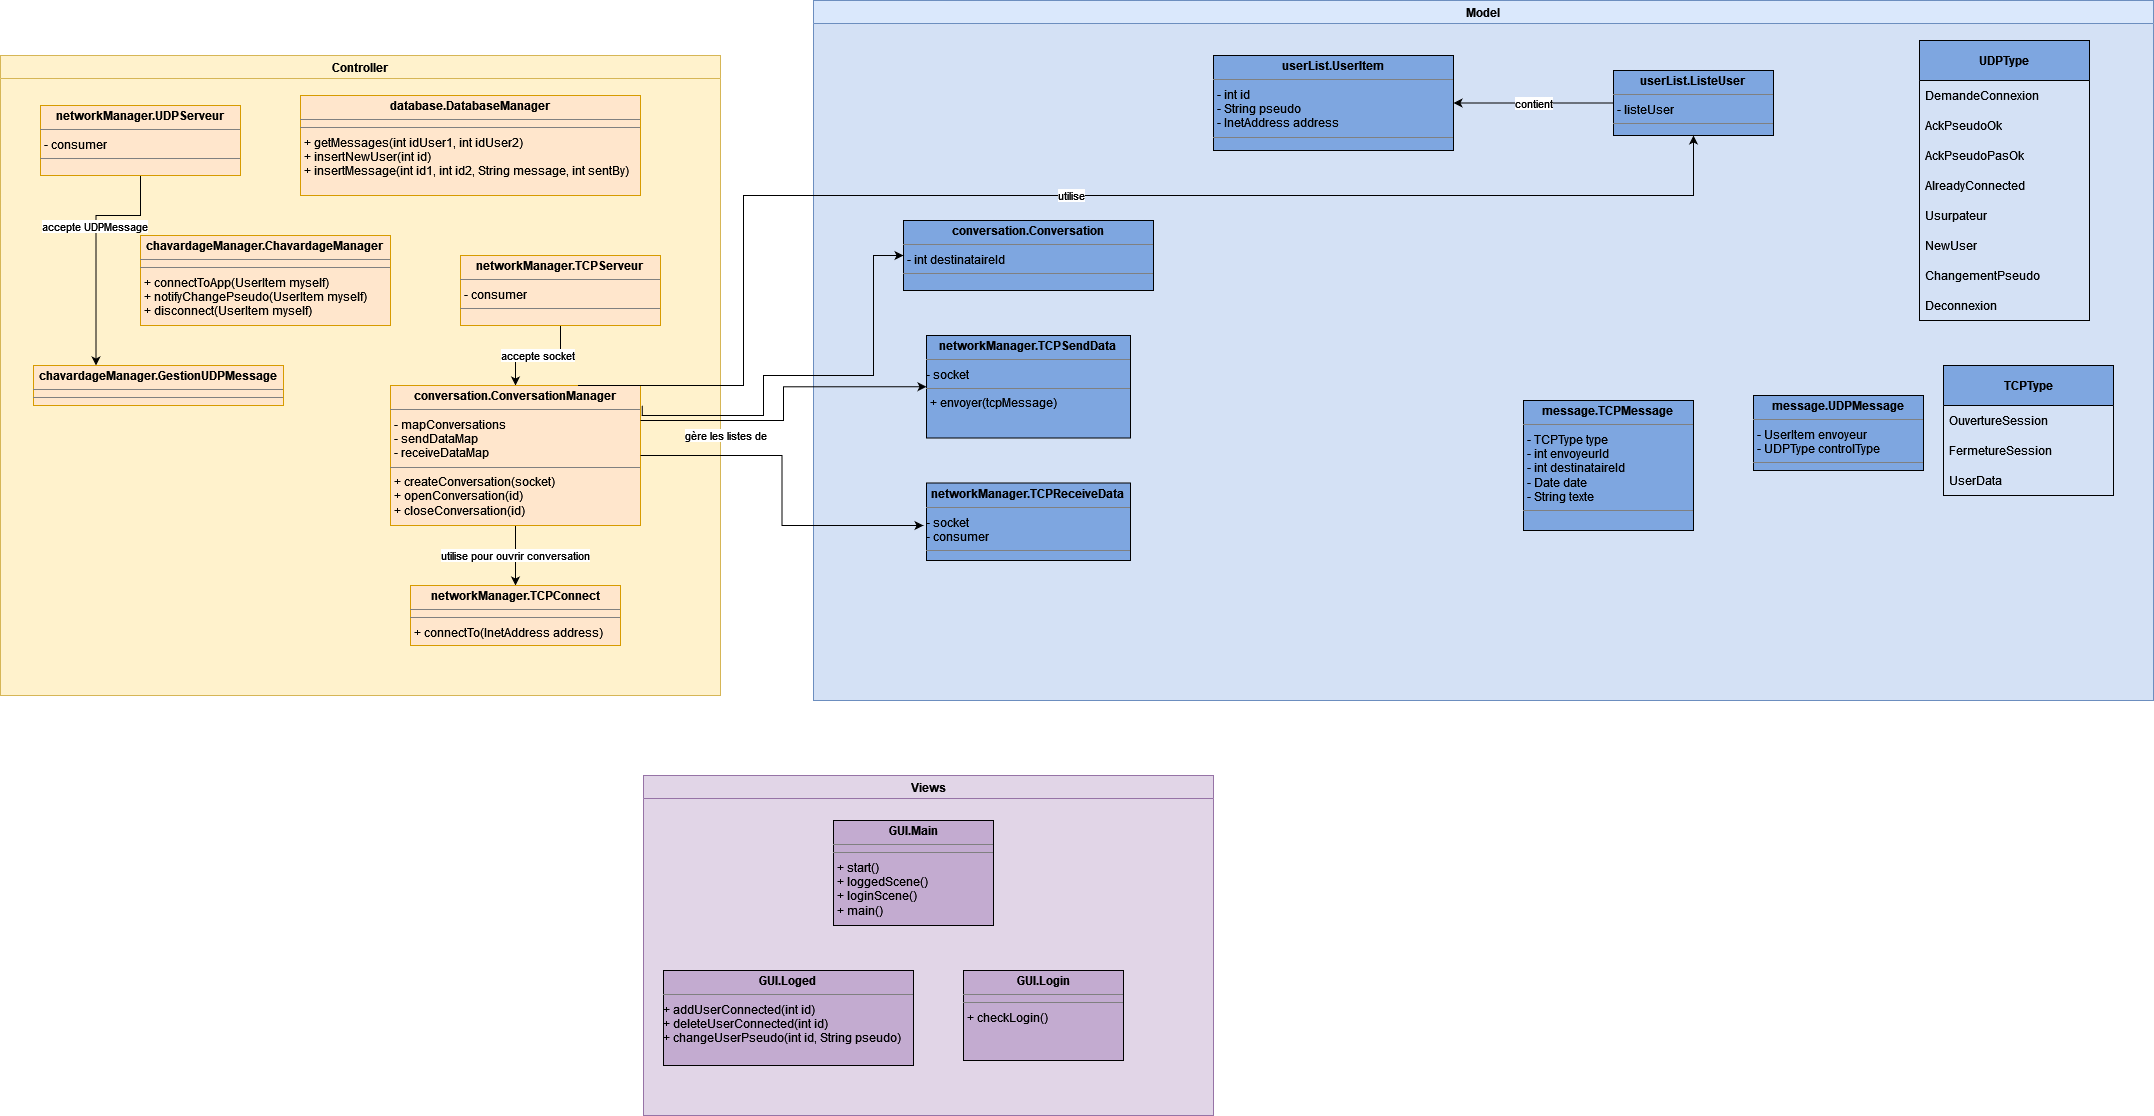 Controller
networkManager.UDPServeur
- consumer
database.DatabaseManager
+ getMessages(int idUser1, int idUser2)
+ insertNewUser(int id)
+ insertMessage(int id1, int id2, String message, int sentBy)
accepte UDPMessage
chavardageManager.ChavardageManager
+ connectToApp(UserItem myself)
+ notifyChangePseudo(UserItem myself)
+ disconnect(UserItem myself)
networkManager.TCPServeur
- consumer
accepte socket
chavardageManager.GestionUDPMessage
conversation.ConversationManager
- mapConversations
- sendDataMap
- receiveDataMap
+ createConversation(socket)
+ openConversation(id)
+ closeConversation(id)
utilise pour ouvrir conversation
networkManager.TCPConnect
+ connectTo(InetAddress address)
gère les listes de
utilise
Model
userList.UserItem
- int id
- String pseudo
- InetAddress address
contient
userList.ListeUser
- listeUser
UDPType
DemandeConnexion
AckPseudoOk
AckPseudoPasOk
AlreadyConnected
Usurpateur
NewUser
ChangementPseudo
Deconnexion
conversation.Conversation
- int destinataireId
networkManager.TCPSendData
- socket
+ envoyer(tcpMessage)
networkManager.TCPReceiveData
- socket
- consumer
message.TCPMessage
- TCPType type
- int envoyeurId
- int destinataireId
- Date date
- String texte
message.UDPMessage
- UserItem envoyeur
- UDPType controlType
TCPType
OuvertureSession
FermetureSession
UserData
Views
GUI.Main
+ start()
+ loggedScene()
+ loginScene()
+ main()
GUI.Loged
+ addUserConnected(int id)
+ deleteUserConnected(int id)
+ changeUserPseudo(int id, String pseudo)
GUI.Login
+ checkLogin()